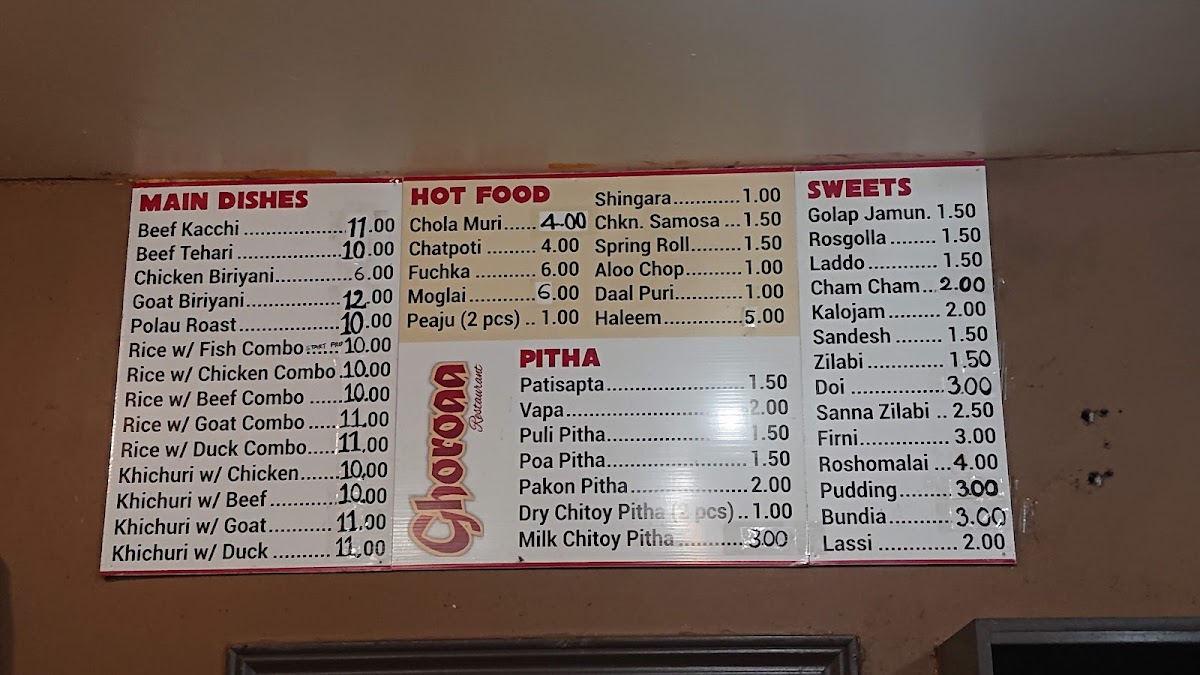 MAIN DISHES
Beef Kacchi ................... 11.00
Beef Tehari .................... 10.00
Chicken Biriyani............... 6.00
Goat Biriyani.................. 12.00
Polau Roast .................... 10.00
Rice w/ Fish Combo ...... START PRO 10.00
Rice w/ Chicken Combo .10.00
Rice w/ Beef Combo ...... 10.00
Rice w/ Goat Combo ...... 11.00
Rice w/ Duck Combo...... 11.00
Khichuri w/ Chicken........ 10.00
Khichuri w/ Beef ............. 10.00
Khichuri w/ Goat............. 11.00
Khichuri w/ Duck .......... 11.00
HOT FOOD
Chola Muri...... 4.00
Chatpoti ........ 4.00
Fuchka .......... 6.00
Moglai ............ 6.00
Peaju (2 pcs) .. 1.00
Shingara............ 1.00
Chkn. Samosa ... 1.50
Spring Roll......... 1.50
Aloo Chop.......... 1.00
Daal Puri............ 1.00
Haleem.............. 5.00
Ghorona
Restaurant
PITHA
Patisapta......................... 1.50
Vapa................................ 2.00
Puli Pitha......................... 1.50
Poa Pitha......................... 1.50
Pakon Pitha..................... 2.00
Dry Chitoy Pitha (2 pcs) .. 1.00
Milk Chitoy Pitha ............ 3.00
SWEETS
Golap Jamun. 1.50
Rosgolla ........ 1.50
Laddo ............ 1.50
Cham Cham... 2.00
Kalojam ......... 2.00
Sandesh ........ 1.50
Zilabi ............. 1.50
Doi ................. 3.00
Sanna Zilabi .. 2.50
Firni............... 3.00
Roshomalai ... 4.00
Pudding......... 3.00
Bundia........... 3.00
Lassi ............. 2.00